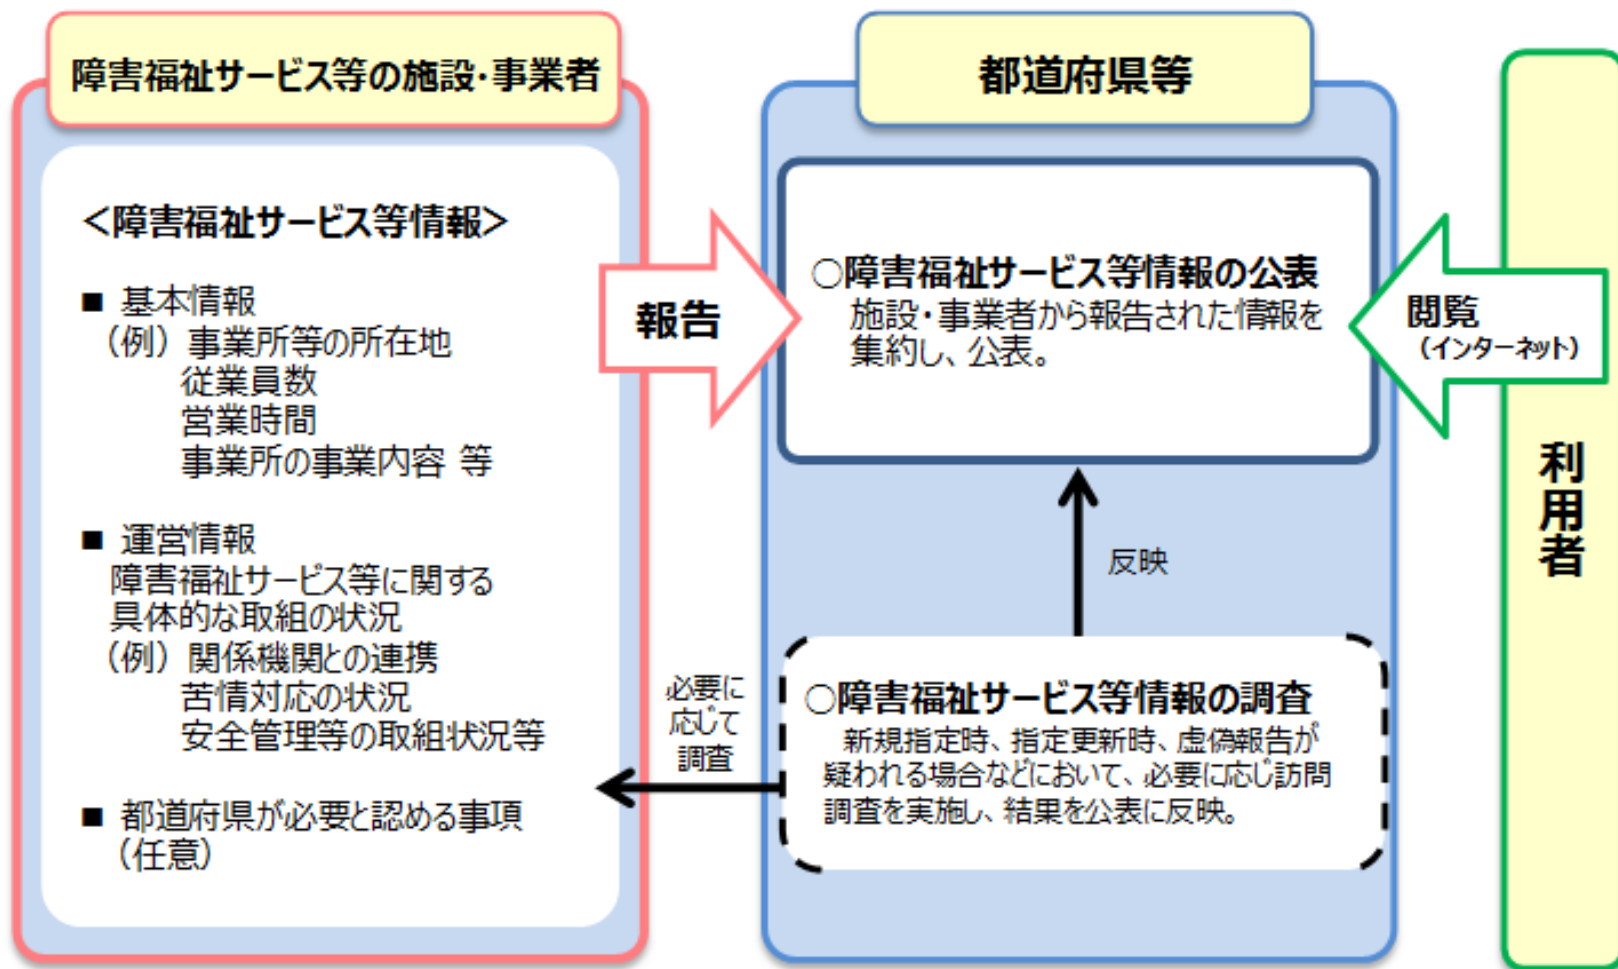 障害福祉サービス等の施設・事業者
<障害福祉サービス等情報>
■ 基本情報
(例)事業所等の所在地
従業員数
営業時間
事業所の事業内容 等
■ 運営情報
障害福祉サービス等に関する
具体的な取組の状況
(例)関係機関との連携
苦情対応の状況
安全管理等の取組状況等
■ 都道府県が必要と認める事項
(任意)
報告
必要に
応じて
調査
都道府県等
○障害福祉サービス等情報の公表
施設・事業者から報告された情報を
集約し、公表。
反映
○障害福祉サービス等情報の調査
新規指定時、指定更新時、虚偽報告が
疑われる場合などにおいて、必要に応じ訪問
調査を実施し、結果を公表に反映。
閲覧
(インターネット)
利用者